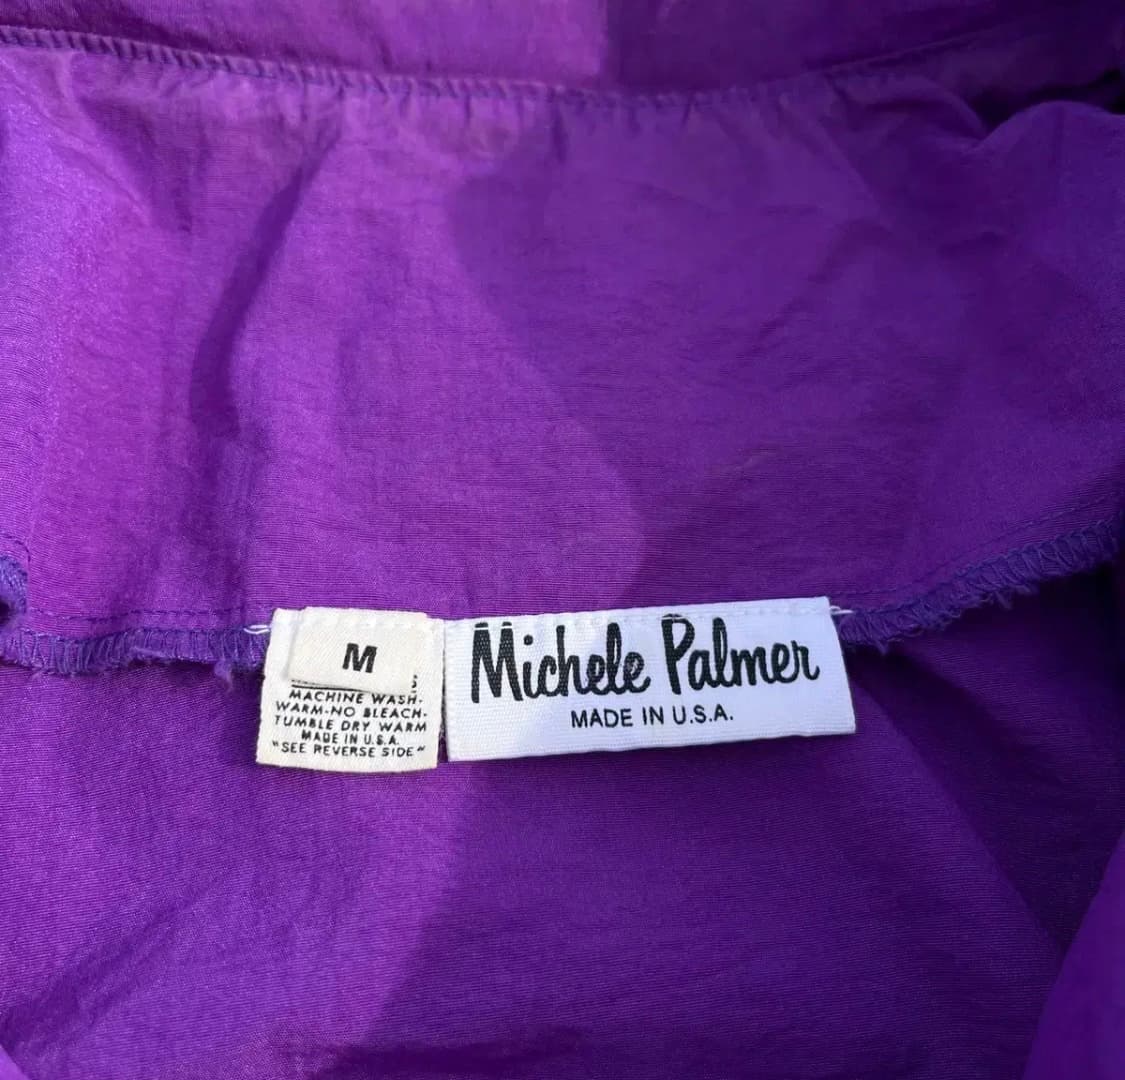 M
MACHINE WASH-
WARM-NO BLEACH-
TUMBLE DRY WARM
MADE IN U.S.A.
"SEE REVERSE SIDE"
Michele Palmer
MADE IN U.S.A.